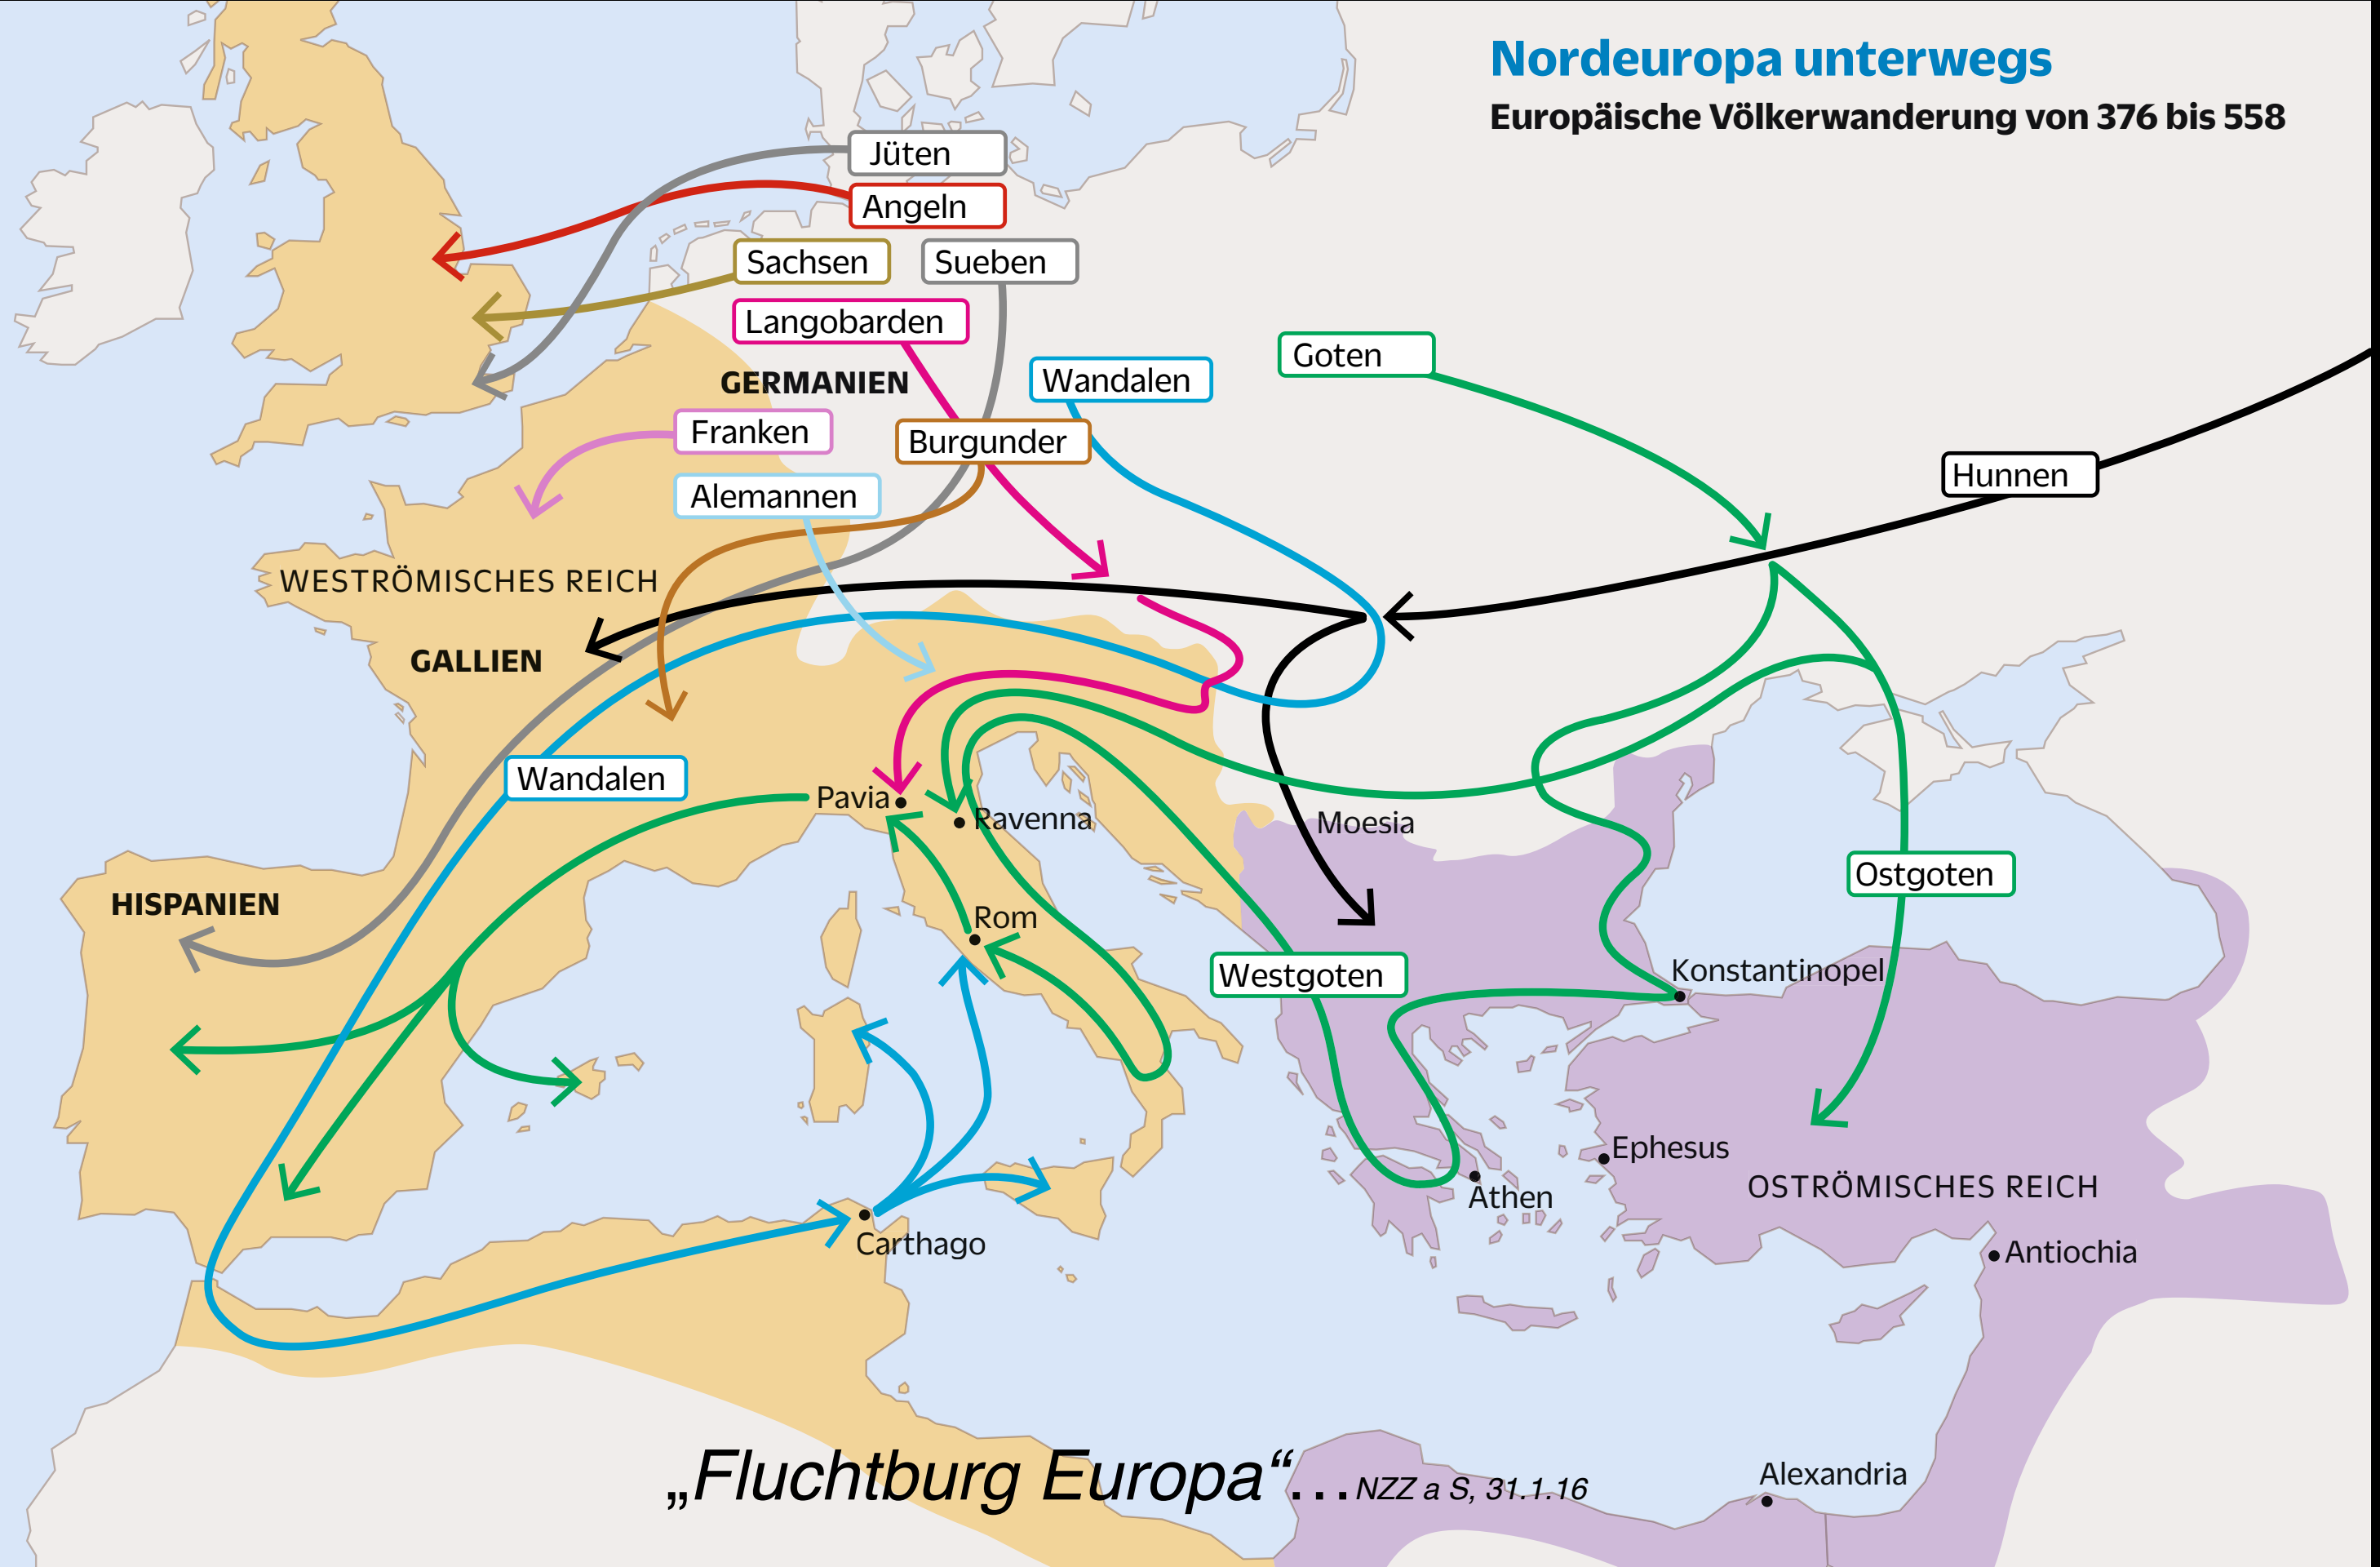 Nordeuropa unterwegs
Europäische Völkerwanderung von 376 bis 558
Jüten
Angeln
Sachsen
Sueben
Langobarden
Goten
Wandalen
GERMANIEN
Franken
Burgunder
Hunnen
Alemannen
WESTRÖMISCHES REICH
GALLIEN
Wandalen
Pavia
Ravenna
Moesia
Ostgoten
HISPANIEN
Rom
Westgoten
Konstantinopel
Ephesus
OSTRÖMISCHES REICH
Athen
Carthago
Antiochia
Alexandria
„Fluchtburg Europa“...NZZ a S, 31.1.16